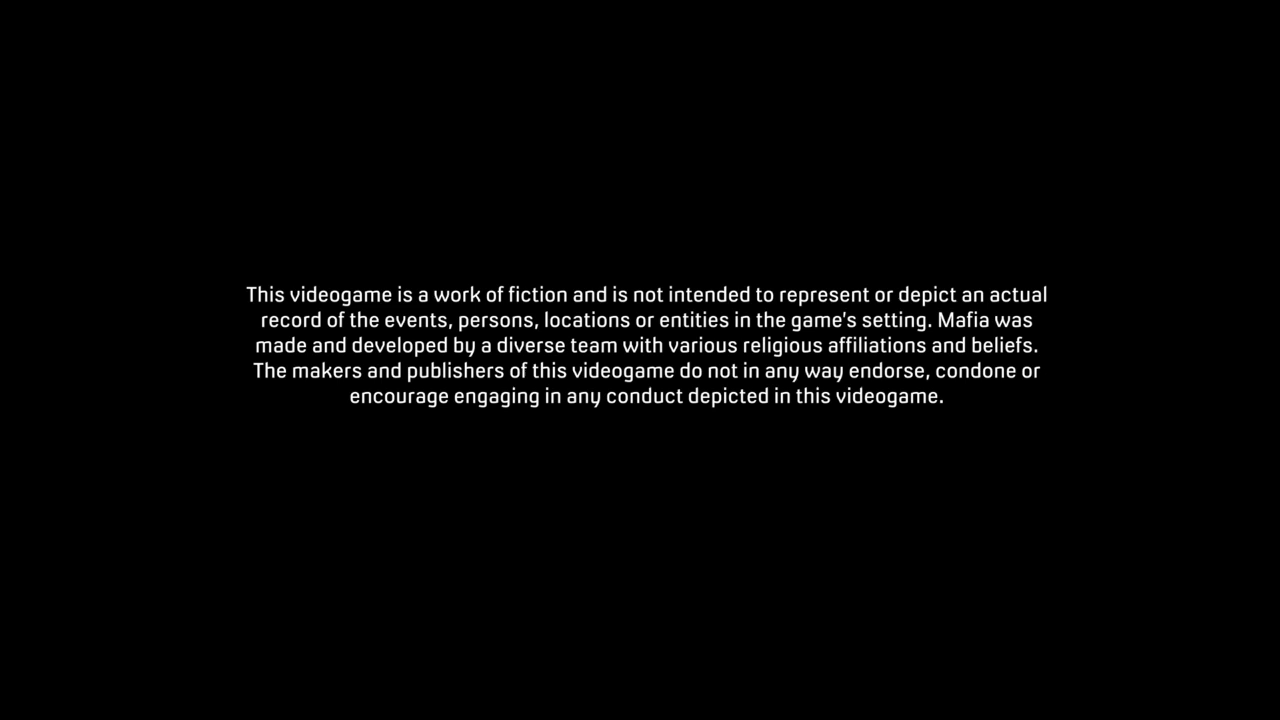 This videogame is a work of fiction and is not intended to represent or depict an actual
record of the events, persons, locations or entities in the game's setting. Mafia was
made and developed by a diverse team with various religious affiliations and beliefs.
The makers and publishers of this videogame do not in any way endorse, condone or
encourage engaging in any conduct depicted in this videogame.